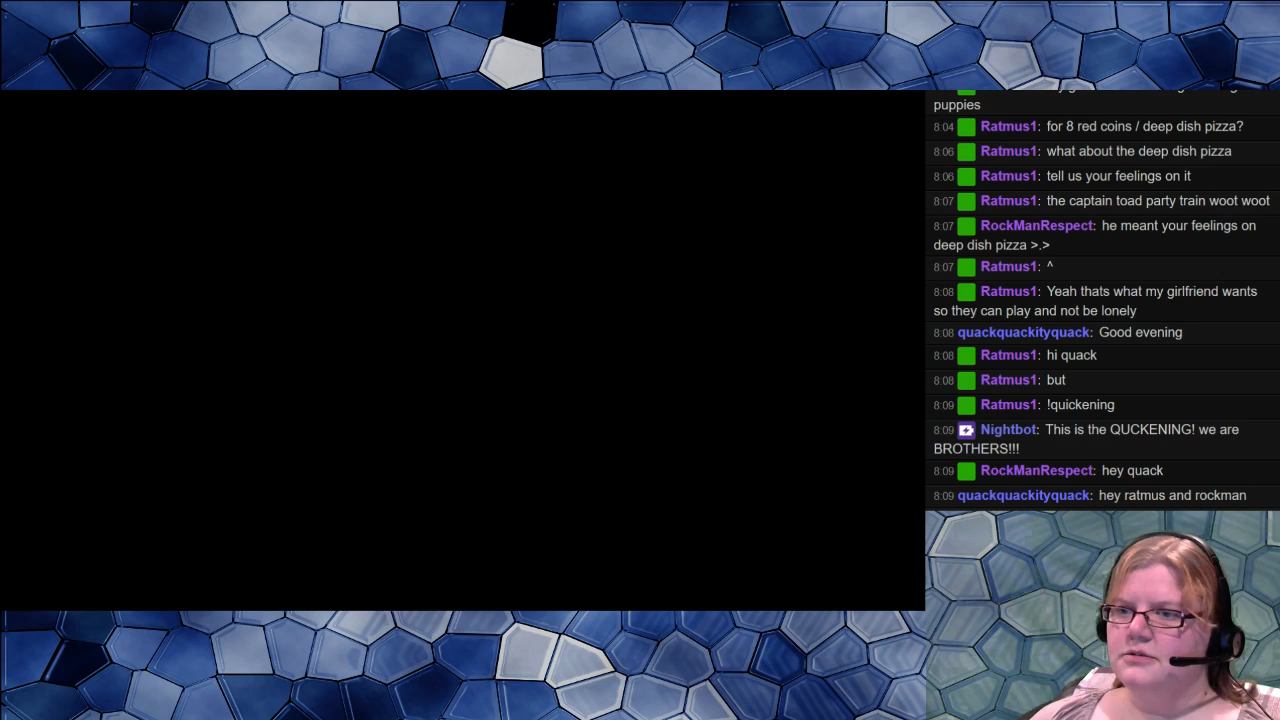 puppies
8:04 Ratmus1: for 8 red coins / deep dish pizza?
8:06 Ratmus1: what about the deep dish pizza
8:06 Ratmus1: tell us your feelings on it
8:07 Ratmus1: the captain toad party train woot woot
8:07 RockManRespect: he meant your feelings on
deep dish pizza >.>
8:07 Ratmus1: ^
8:08 Ratmus1: Yeah thats what my girlfriend wants
so they can play and not be lonely
8:08 quackquackityquack: Good evening
8:08 Ratmus1: hi quack
8:08 Ratmus1: but
8:09 Ratmus1: !quickening
8:09 Nightbot: This is the QUCKENING! we are
BROTHERS!!!
8:09 RockManRespect: hey quack
8:09 quackquackityquack: hey ratmus and rockman